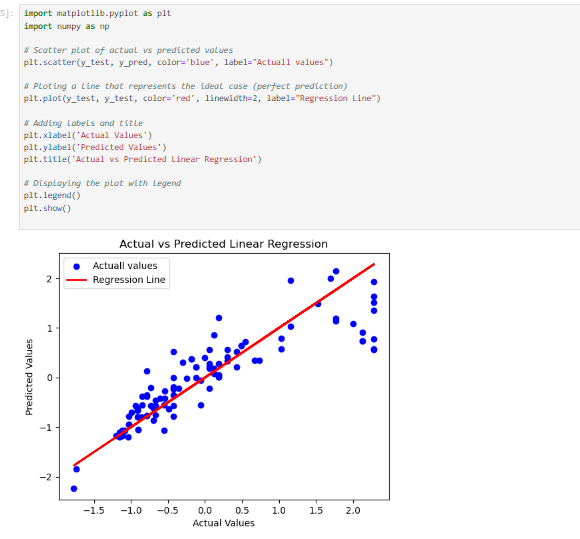 5]:
import matplotlib.pyplot as plt
import numpy as np
# Scatter plot of actual vs predicted values
plt.scatter(y_test, y_pred, color='blue', label="Actuall values")
# Ploting a line that represents the ideal case (perfect prediction)
plt.plot(y_test, y_test, color='red', linewidth=2, label="Regression Line")
# Adding labels and title
plt.xlabel('Actual Values')
plt.ylabel('Predicted Values')
plt.title('Actual vs Predicted Linear Regression')
# Displaying the plot with legend
plt.legend()
plt.show()
Actual vs Predicted Linear Regression
Actuall values
Regression Line
2
1
0
−1
−2
Predicted Values
−1.5 −1.0 −0.5 0.0 0.5 1.0 1.5 2.0
Actual Values